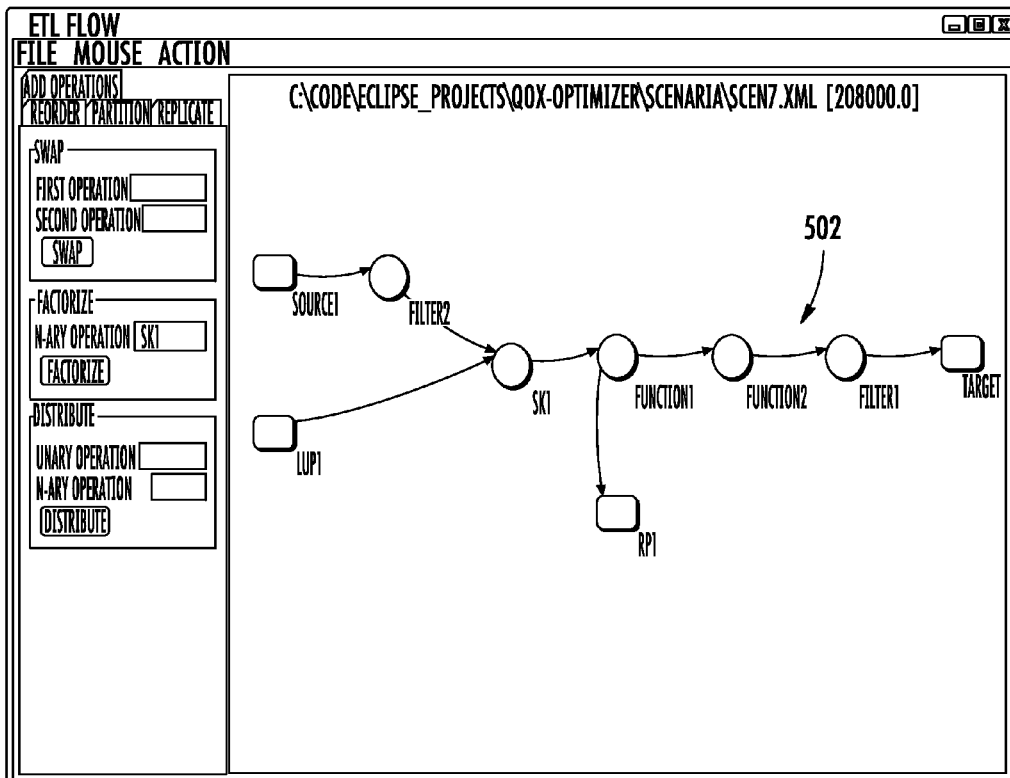 ETL FLOW
FILE MOUSE ACTION
ADD OPERATIONS
REORDER PARTITION REPLICATE
SWAP
FIRST OPERATION
SECOND OPERATION
SWAP
FACTORIZE
N-ARY OPERATION SK1
FACTORIZE
DISTRIBUTE
UNARY OPERATION
N-ARY OPERATION
DISTRIBUTE
C:\CODE\ECLIPSE_PROJECTS\QOX-OPTIMIZER\SCENARIA\SCEN7.XML [208000.0]
502
SOURCE1
FILTER2
SK1
FUNCTION1
FUNCTION2
FILTER1
TARGET
LUP1
RP1